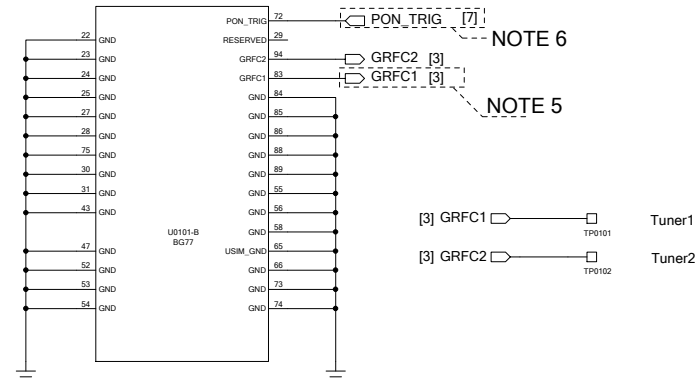 72 PON_TRIG PON_TRIG [7]
NOTE 6
22 GND RESERVED 29
23 GND GRFC2 94 GRFC2 [3]
24 GND GRFC1 83 GRFC1 [3]
NOTE 5
25 GND GND 84
27 GND GND 85
28 GND GND 86
75 GND GND 88
30 GND GND 89
31 GND GND 55
43 GND GND 56
U0101-B GND 58
BG77
47 GND USIM_GND 65
52 GND GND 66
53 GND GND 73
54 GND GND 74
[3] GRFC1 TP0101 Tuner1
[3] GRFC2 TP0102 Tuner2